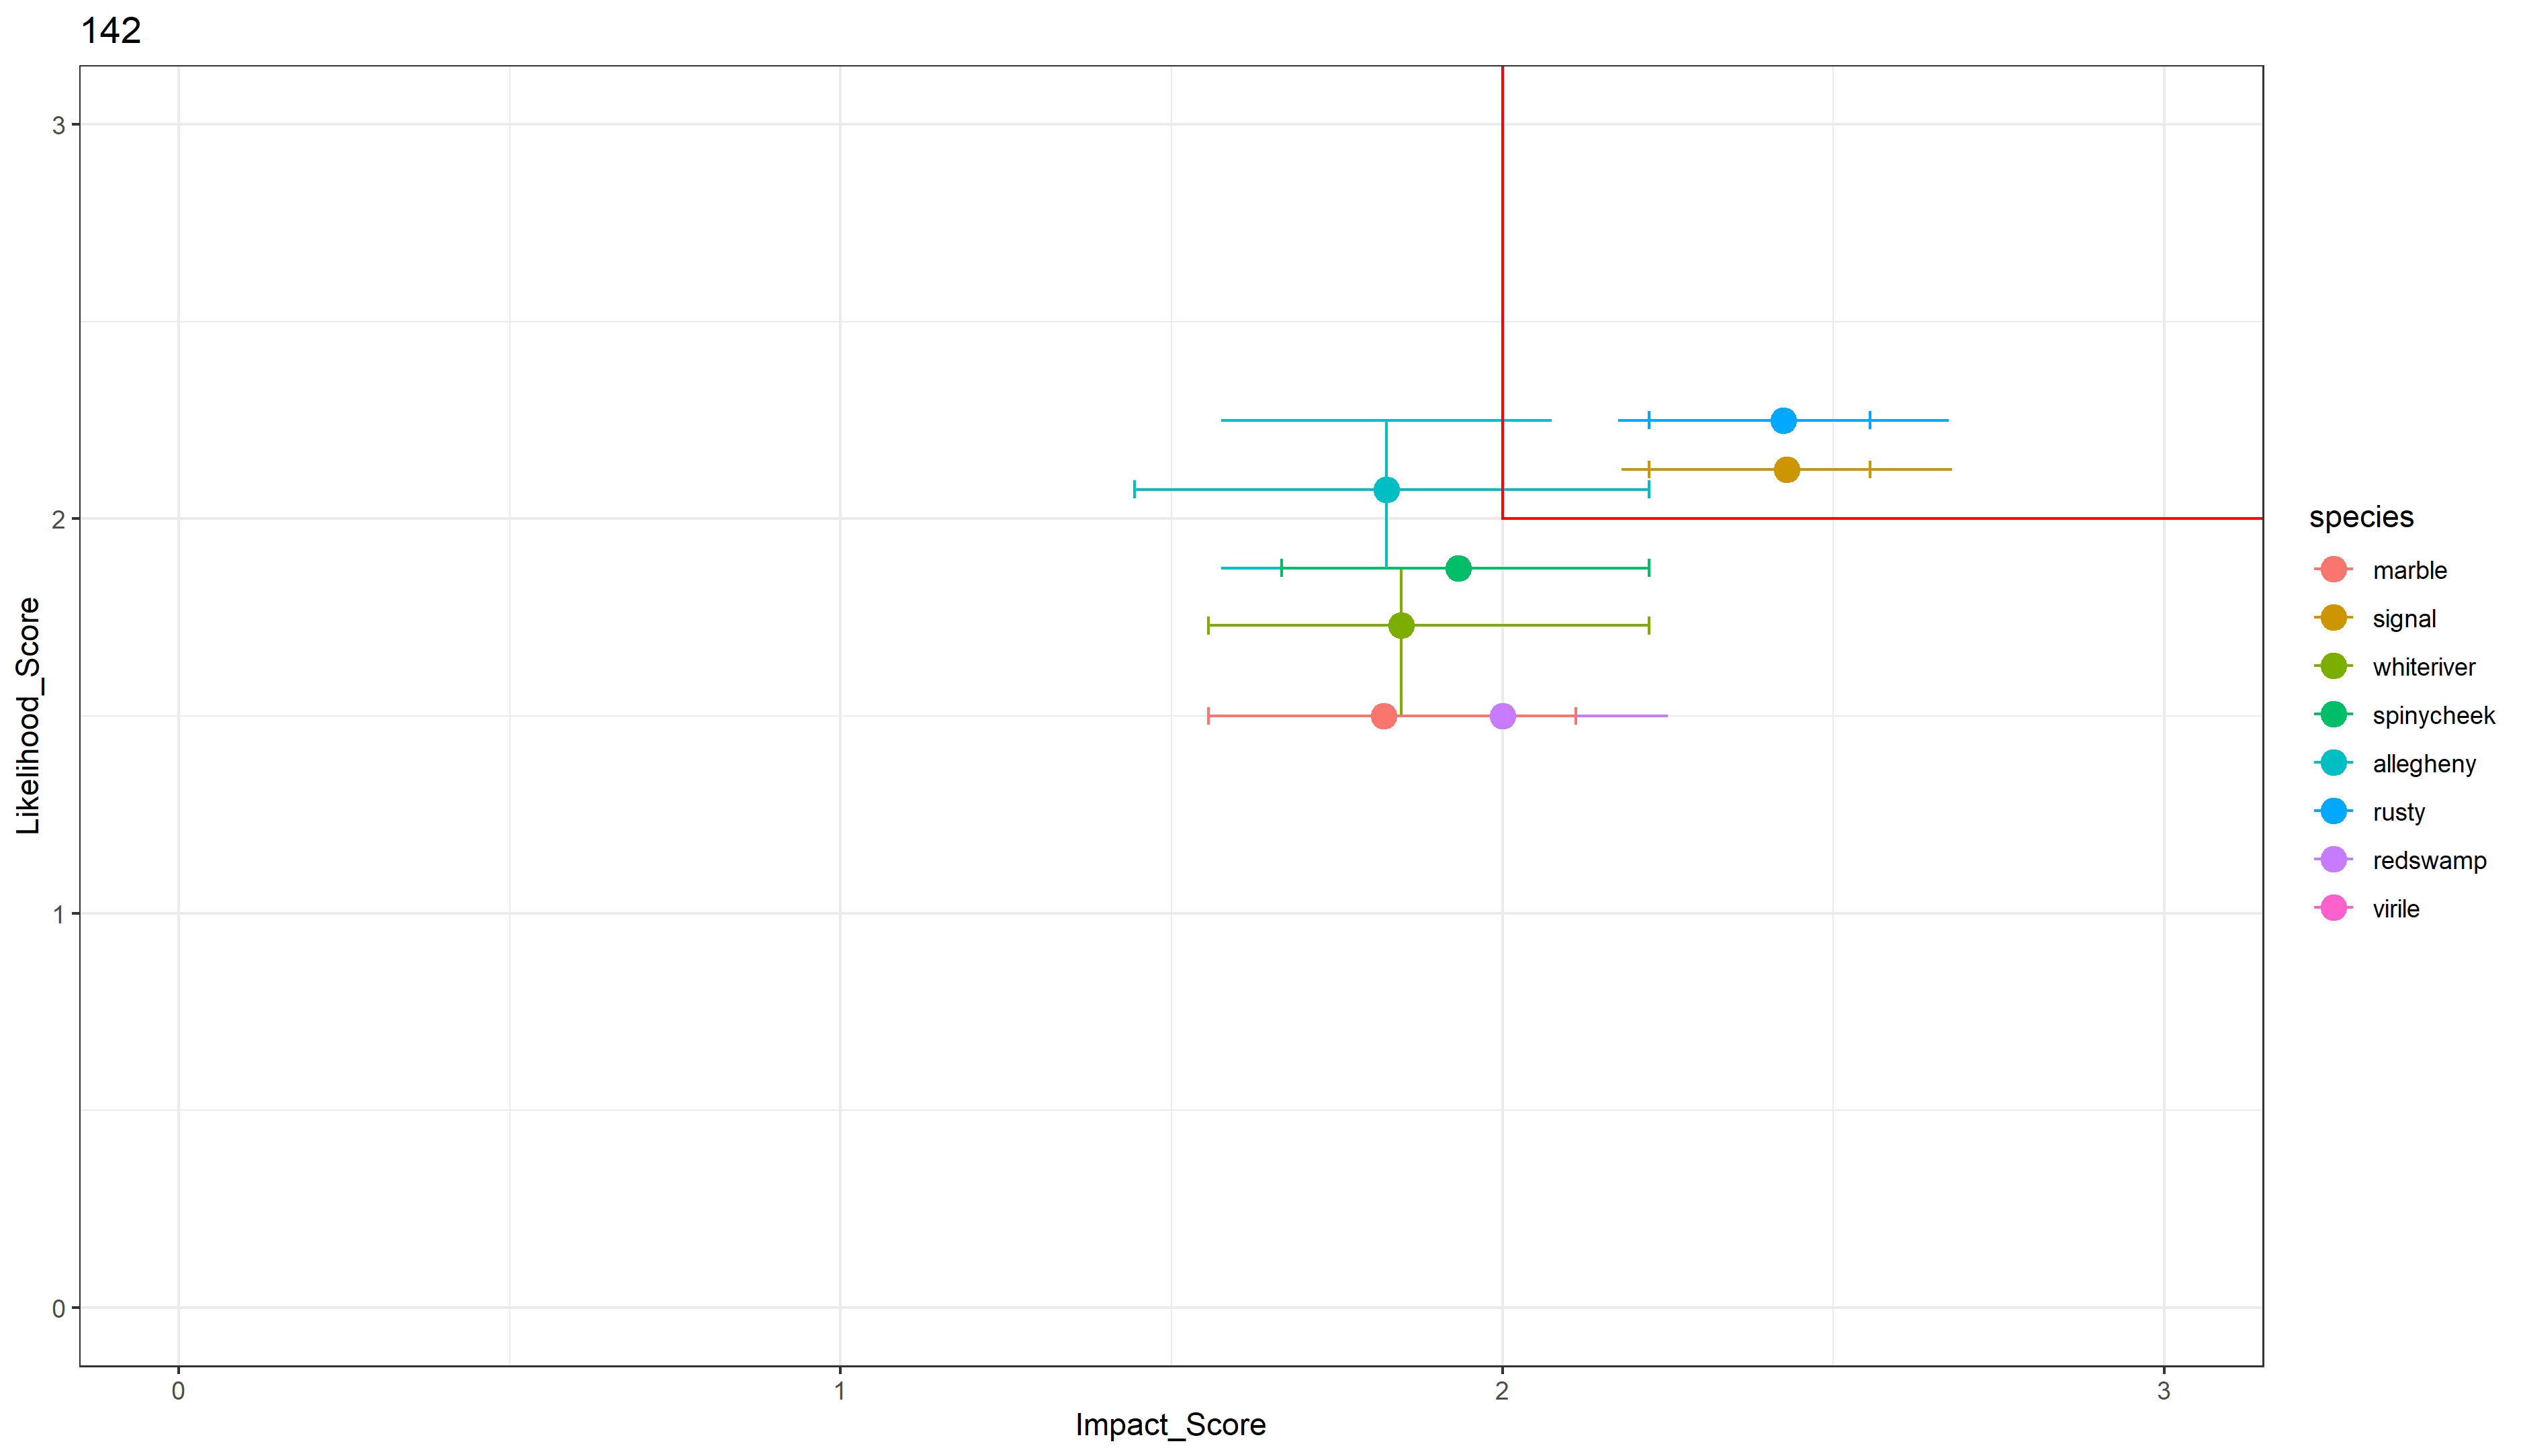 142
3
2
1
0
Likelihood_Score
0 1 2 3
Impact_Score
species
marble
signal
whiteriver
spinycheek
allegheny
rusty
redswamp
virile